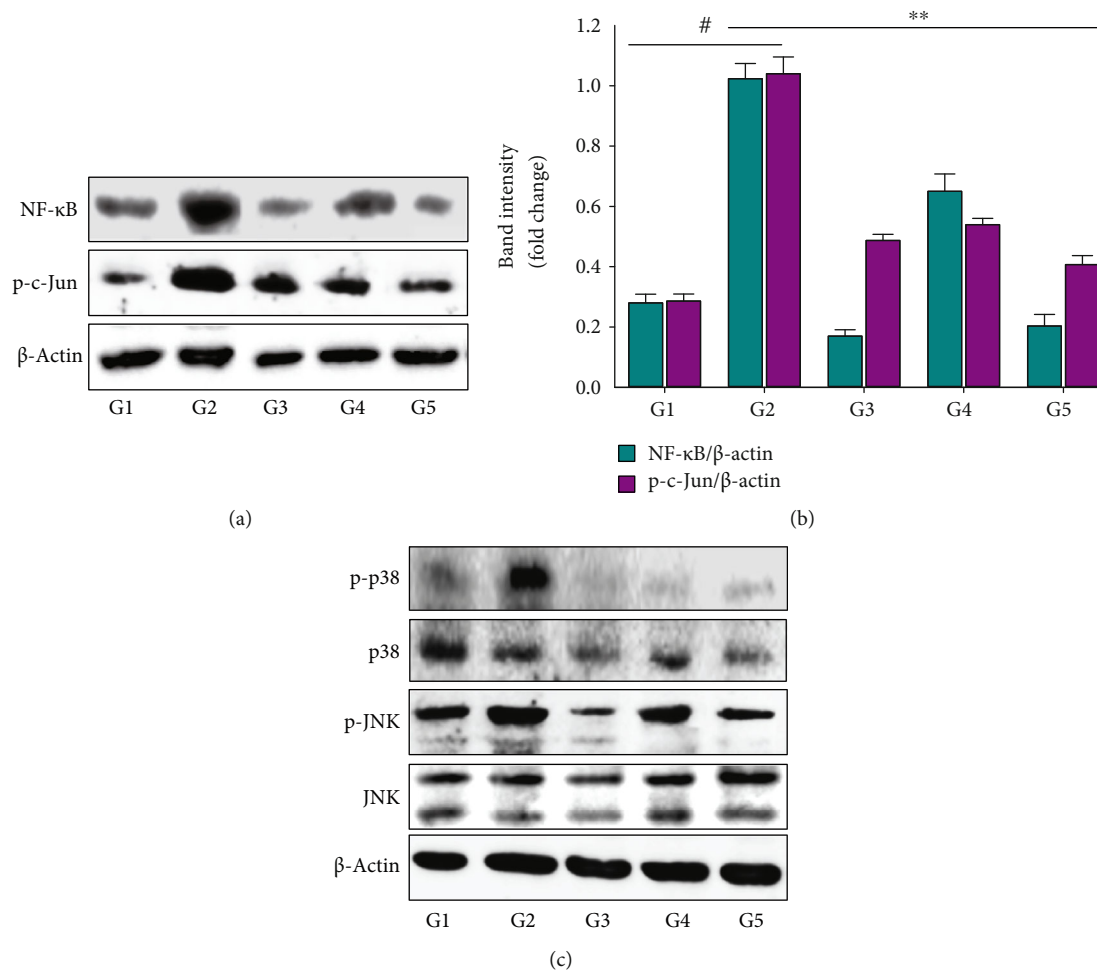 NF-κB
p-c-Jun
β-Actin
G1 G2 G3 G4 G5
(a)
# **
1.2
1.0
0.8
0.6
0.4
0.2
0.0
Band intensity
(fold change)
G1 G2 G3 G4 G5
NF-κB/β-actin
p-c-Jun/β-actin
(b)
p-p38
p38
p-JNK
JNK
β-Actin
G1 G2 G3 G4 G5
(c)